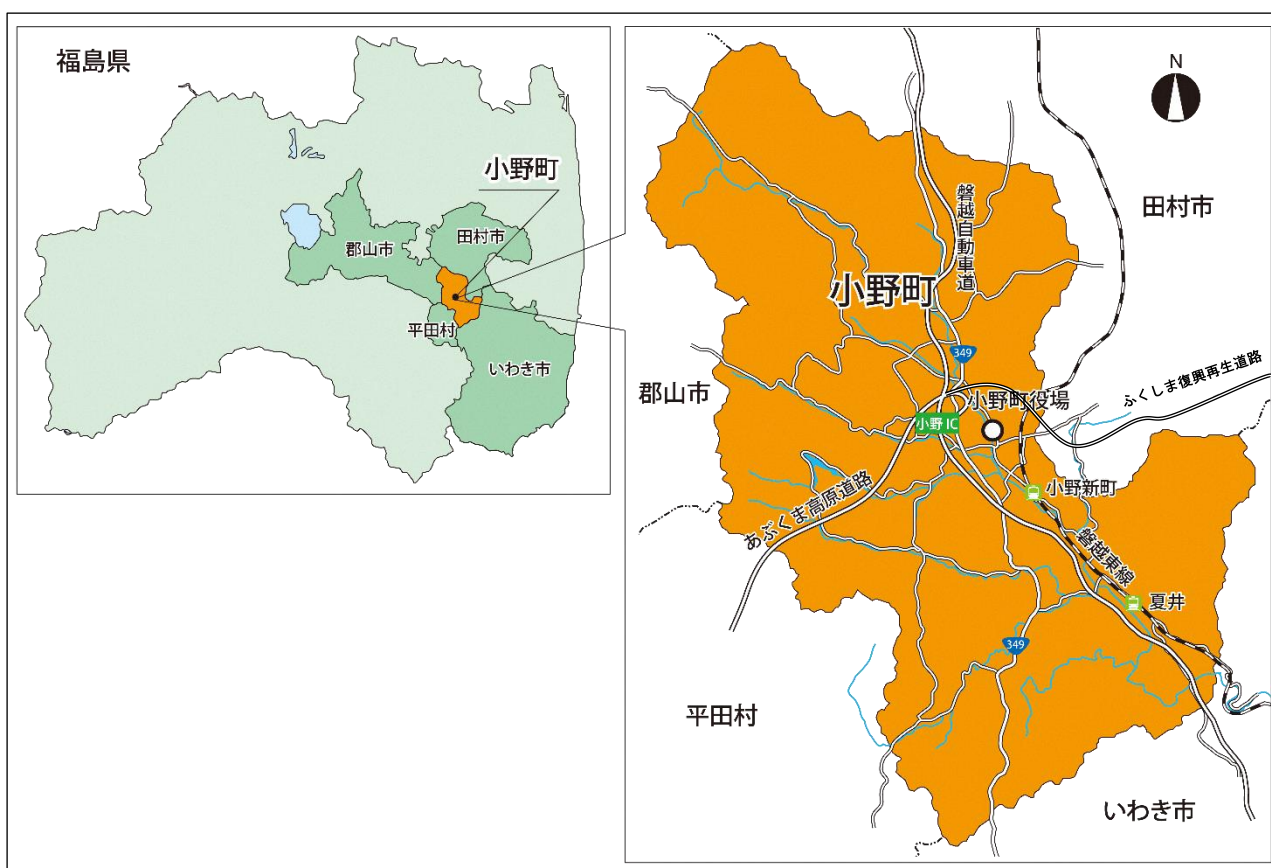 福島県
小野町
郡山市
田村市
平田村
いわき市
N
田村市
磐越自動車道
小野町
349
郡山市
ふくしま復興再生道路
小野町役場
小野IC
小野新町
あぶくま高原道路
磐越東線
夏井
349
平田村
いわき市